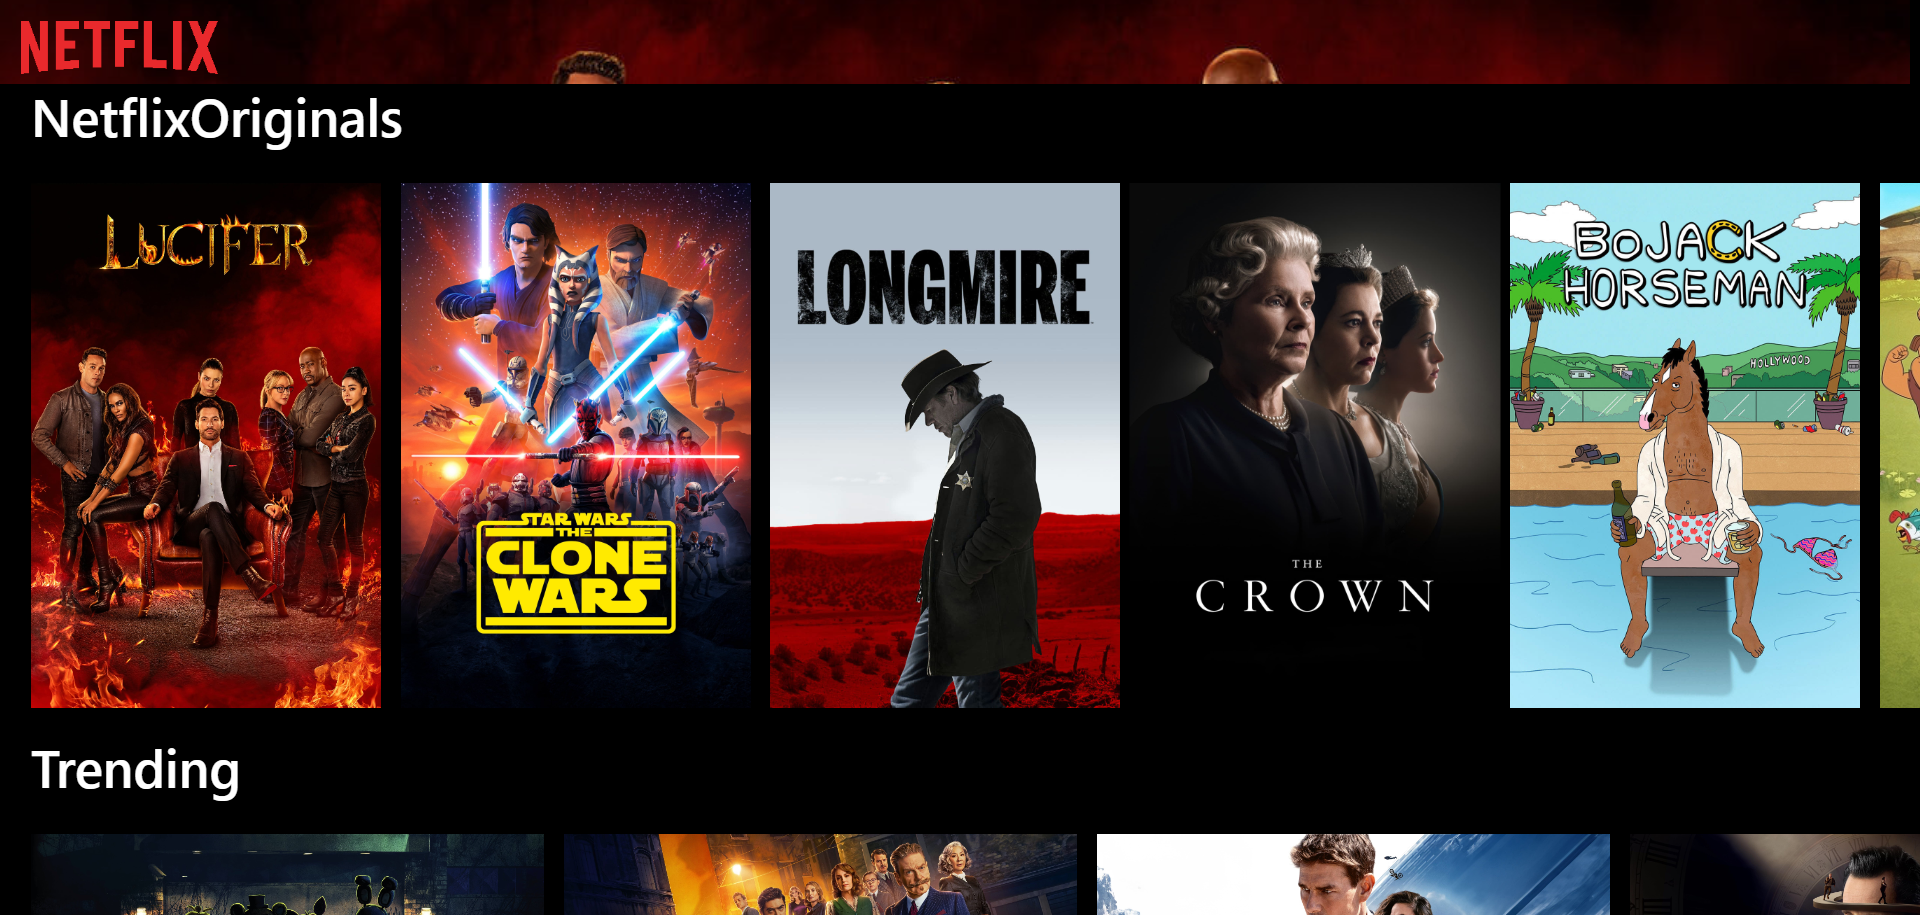 NETFLIX
NetflixOriginals
LUCIFER
STAR WARS
THE
CLONE
WARS
LONGMIRE
THE
CROWN
BOJACK
HORSEMAN
HOLLYWOOD
Trending